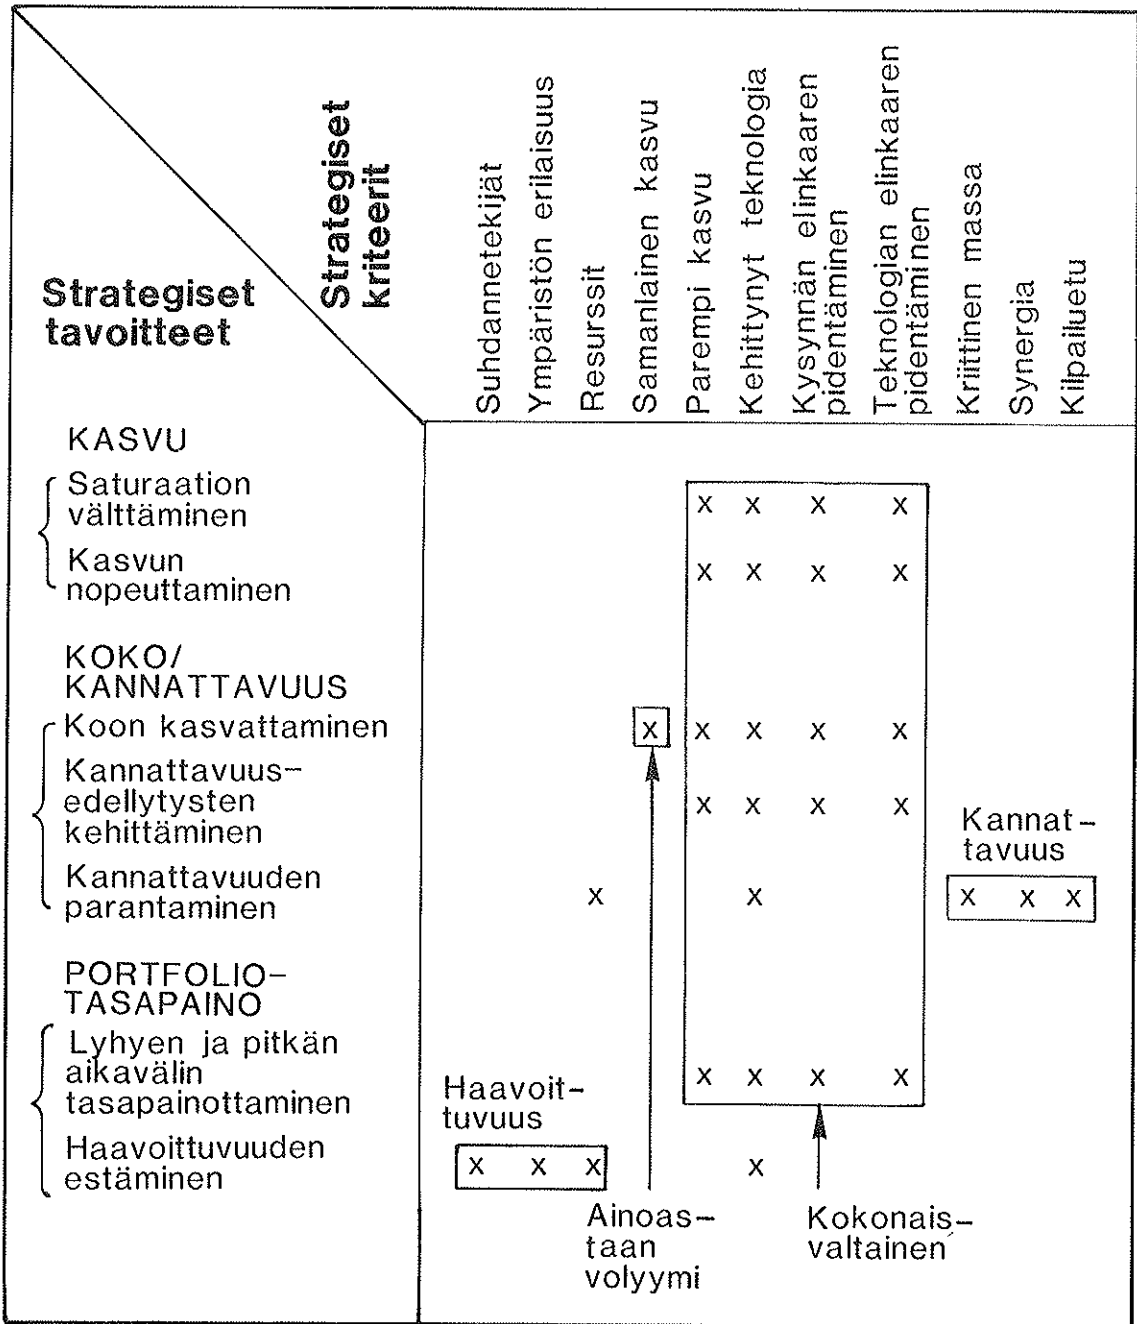 Strategiset
kriteerit
Strategiset
tavoitteet
Suhdannetekijät
Ympäristön erilaisuus
Resurssit
Samanlainen kasvu
Parempi kasvu
Kehittynyt teknologia
Kysynnän elinkaaren
pidentäminen
Teknologian elinkaaren
pidentäminen
Kriittinen massa
Synergia
Kilpailuetu
KASVU
Saturaation
välttäminen
x x x x
Kasvun
nopeuttaminen
x x x x
KOKO/
KANNATTAVUUS
Koon kasvattaminen
x x x x x
Kannattavuus-
edellytysten
kehittäminen
x x x x
Kannat-
tavuus
Kannattavuuden
parantaminen
x x x x x
PORTFOLIO-
TASAPAINO
Lyhyen ja pitkän
aikavälin
tasapainottaminen
x x x x
Haavoit-
tuvuus
Haavoittuvuuden
estäminen
x x x x
Ainoas-
taan
volyymi
Kokonais-
valtainen